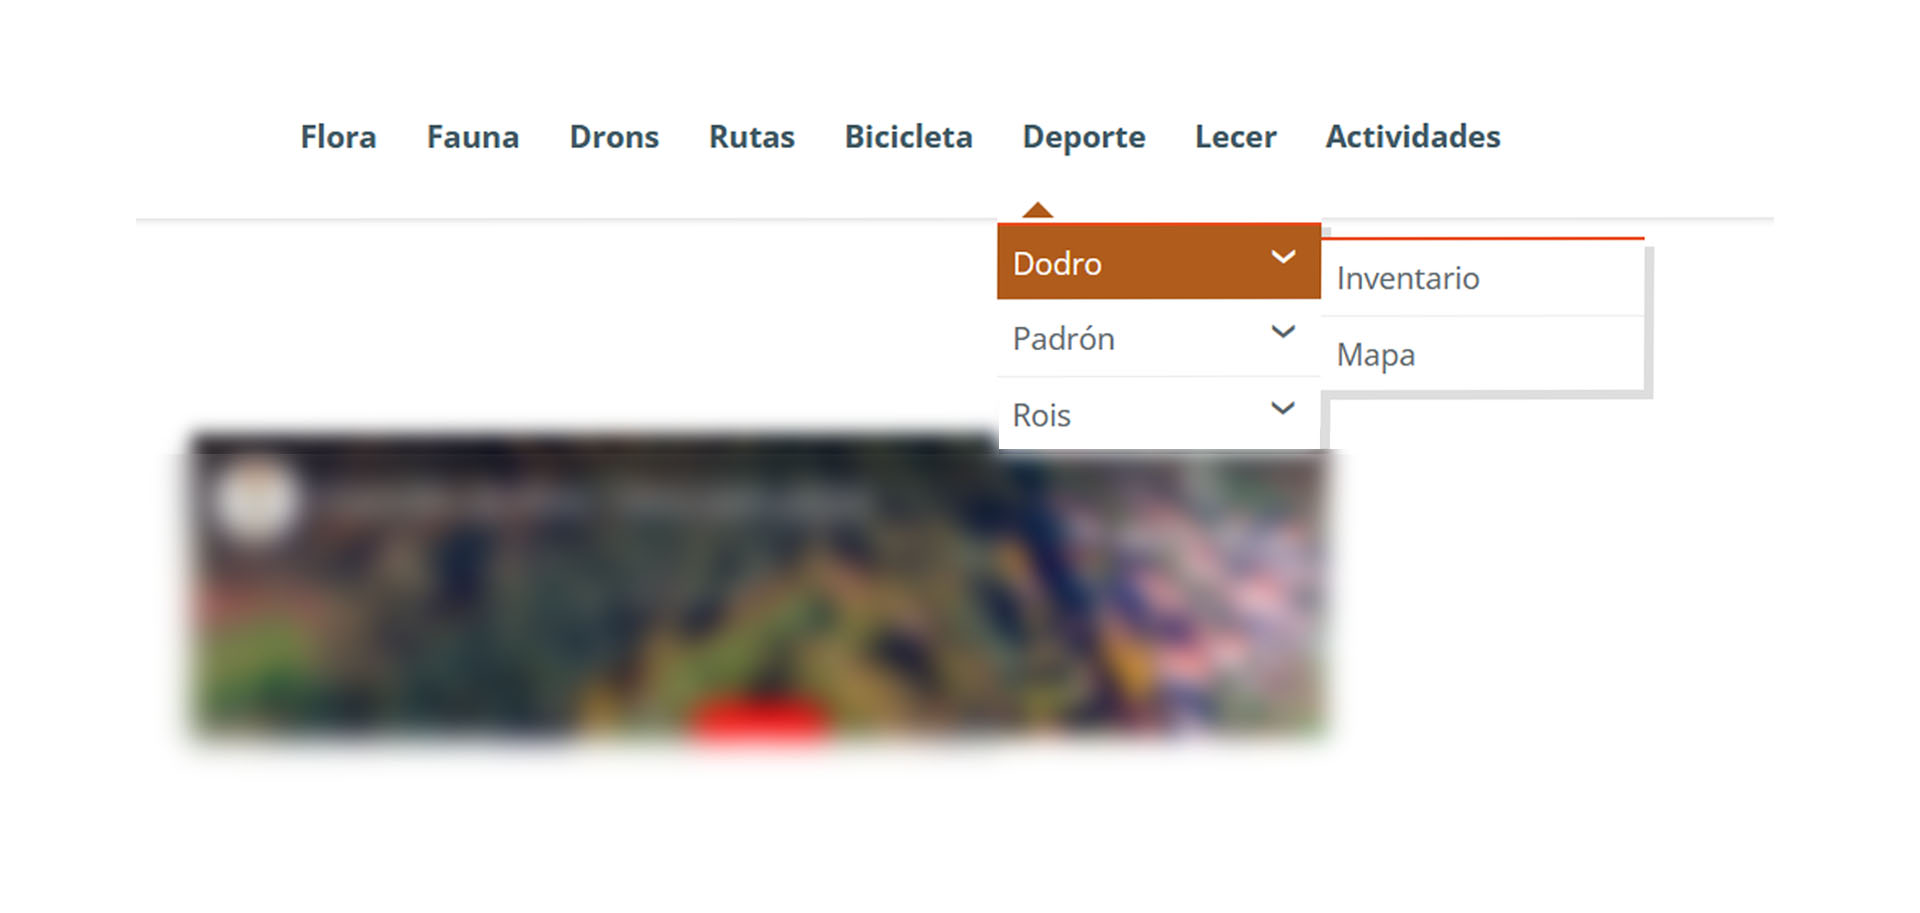 Flora Fauna Drons Rutas Bicicleta Deporte Lecer Actividades
Dodro
Inventario
Padrón
Mapa
Rois